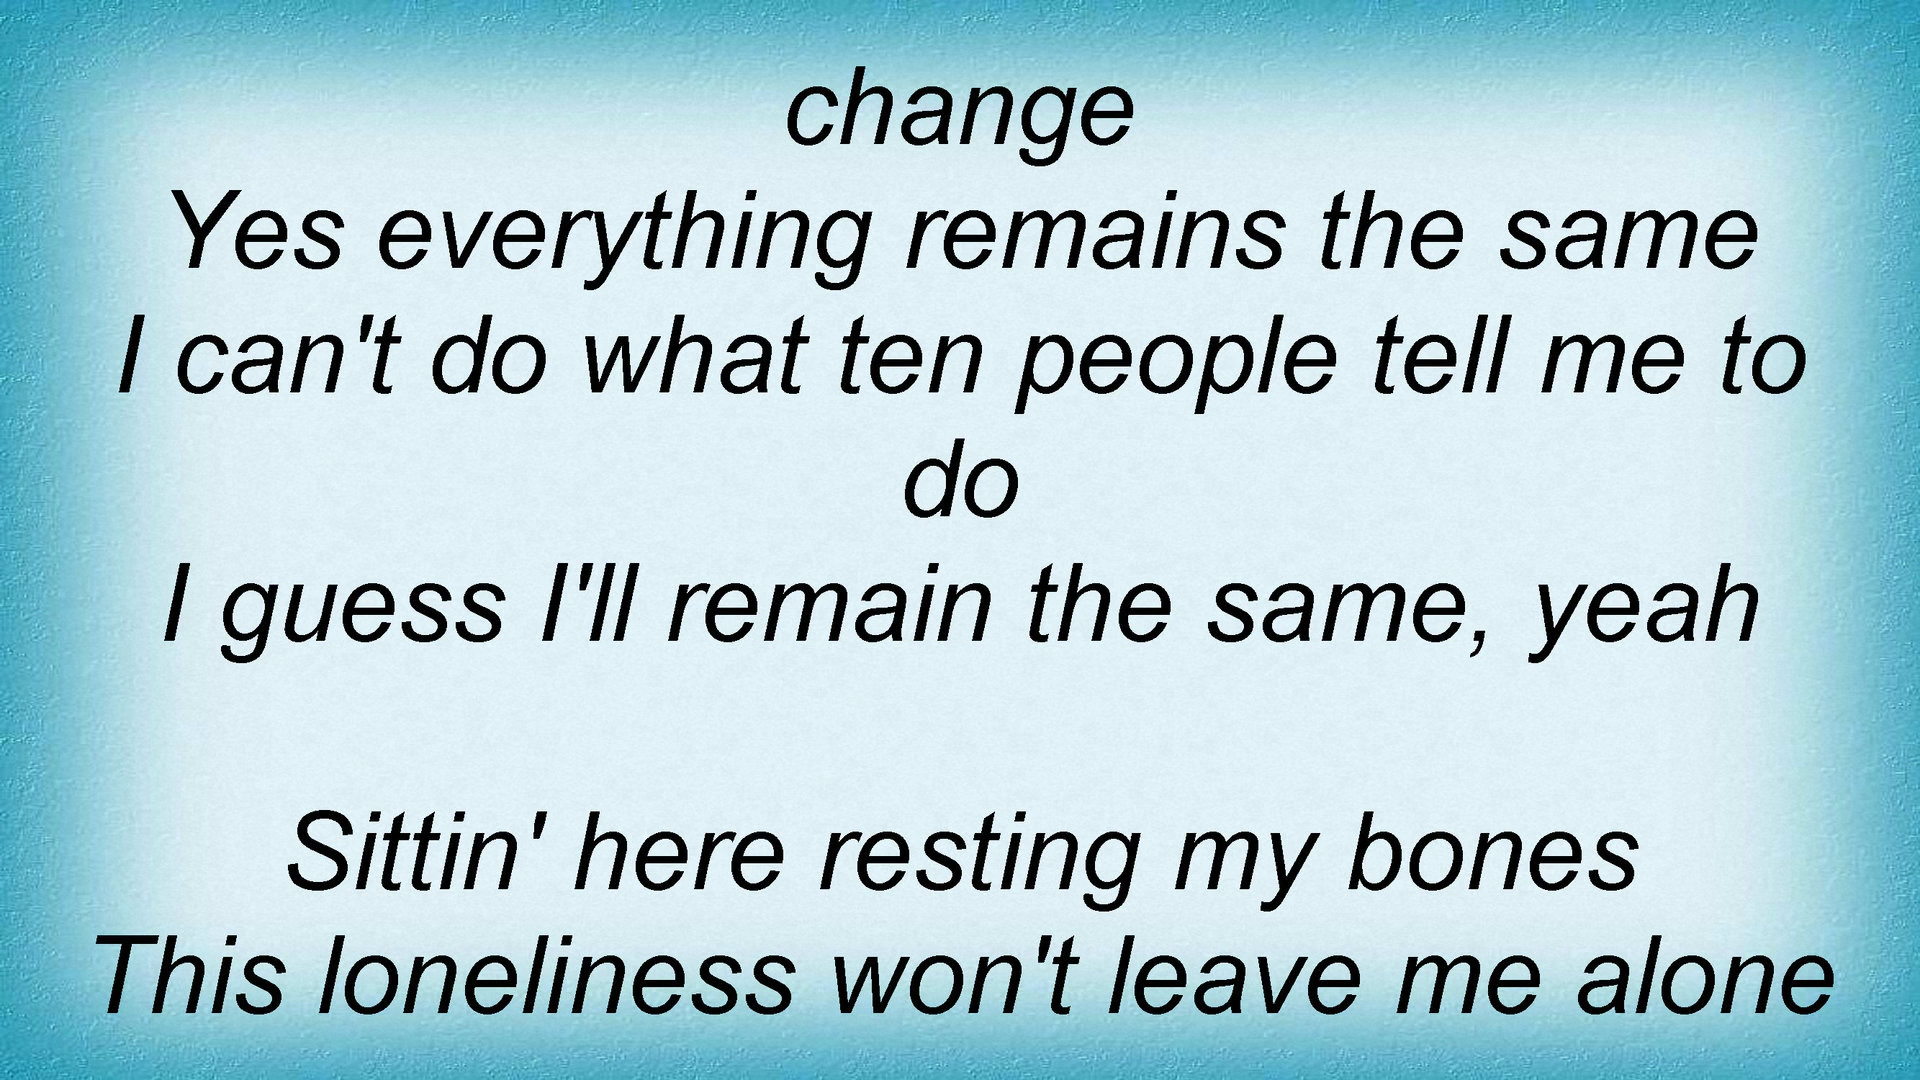 change
Yes everything remains the same
I can't do what ten people tell me to
do
I guess I'll remain the same, yeah
Sittin' here resting my bones
This loneliness won't leave me alone